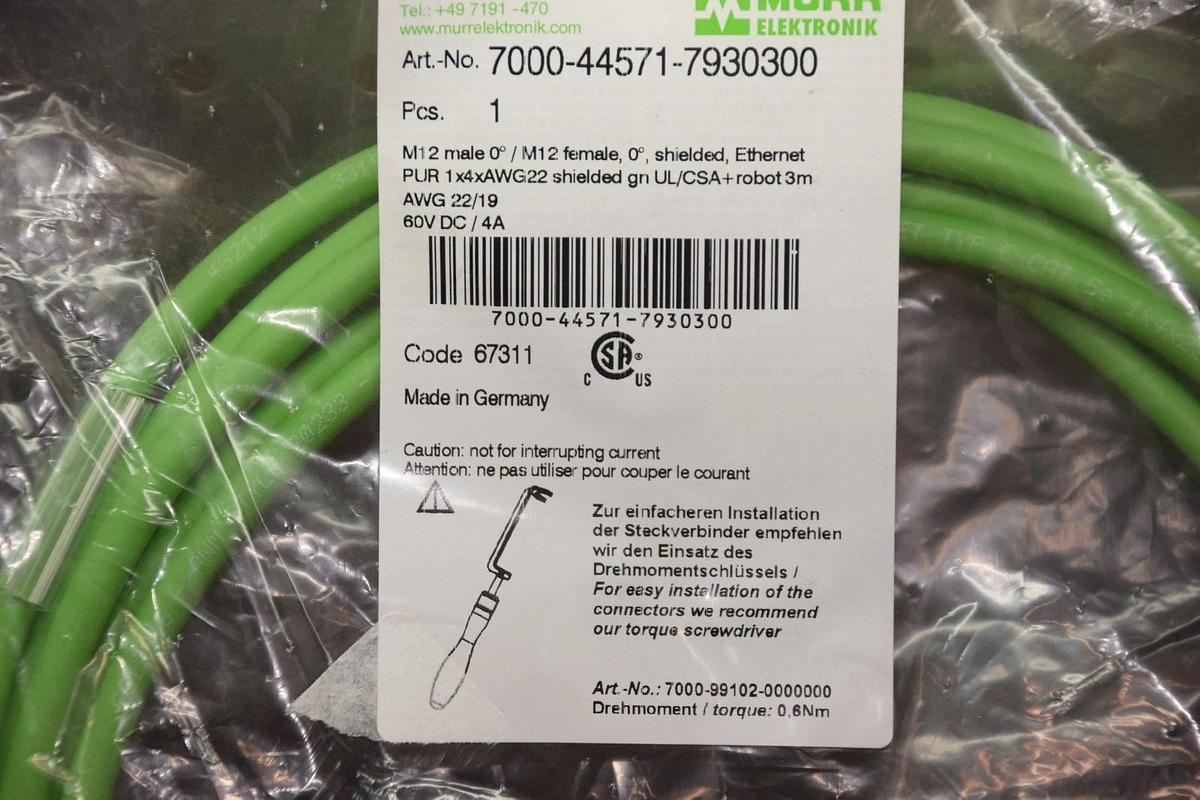 Tel.: +49 7191 -470
www.murrelektronik.com
MURR
ELEKTRONIK
Art.-No. 7000-44571-7930300
Pcs. 1
M12 male 0° / M12 female, 0°, shielded, Ethernet
PUR 1x4xAWG22 shielded gn UL/CSA+robot 3m
AWG 22/19
60V DC / 4A
7000-44571-7930300
Code 67311
C SA ® US
Made in Germany
Caution: not for interrupting current
Attention: ne pas utiliser pour couper le courant
Zur einfacheren Installation
der Steckverbinder empfehlen
wir den Einsatz des
Drehmomentschlüssels /
For easy installation of the
connectors we recommend
our torque screwdriver
Art.-No.: 7000-99102-0000000
Drehmoment / torque: 0,6Nm
TYP C CAT